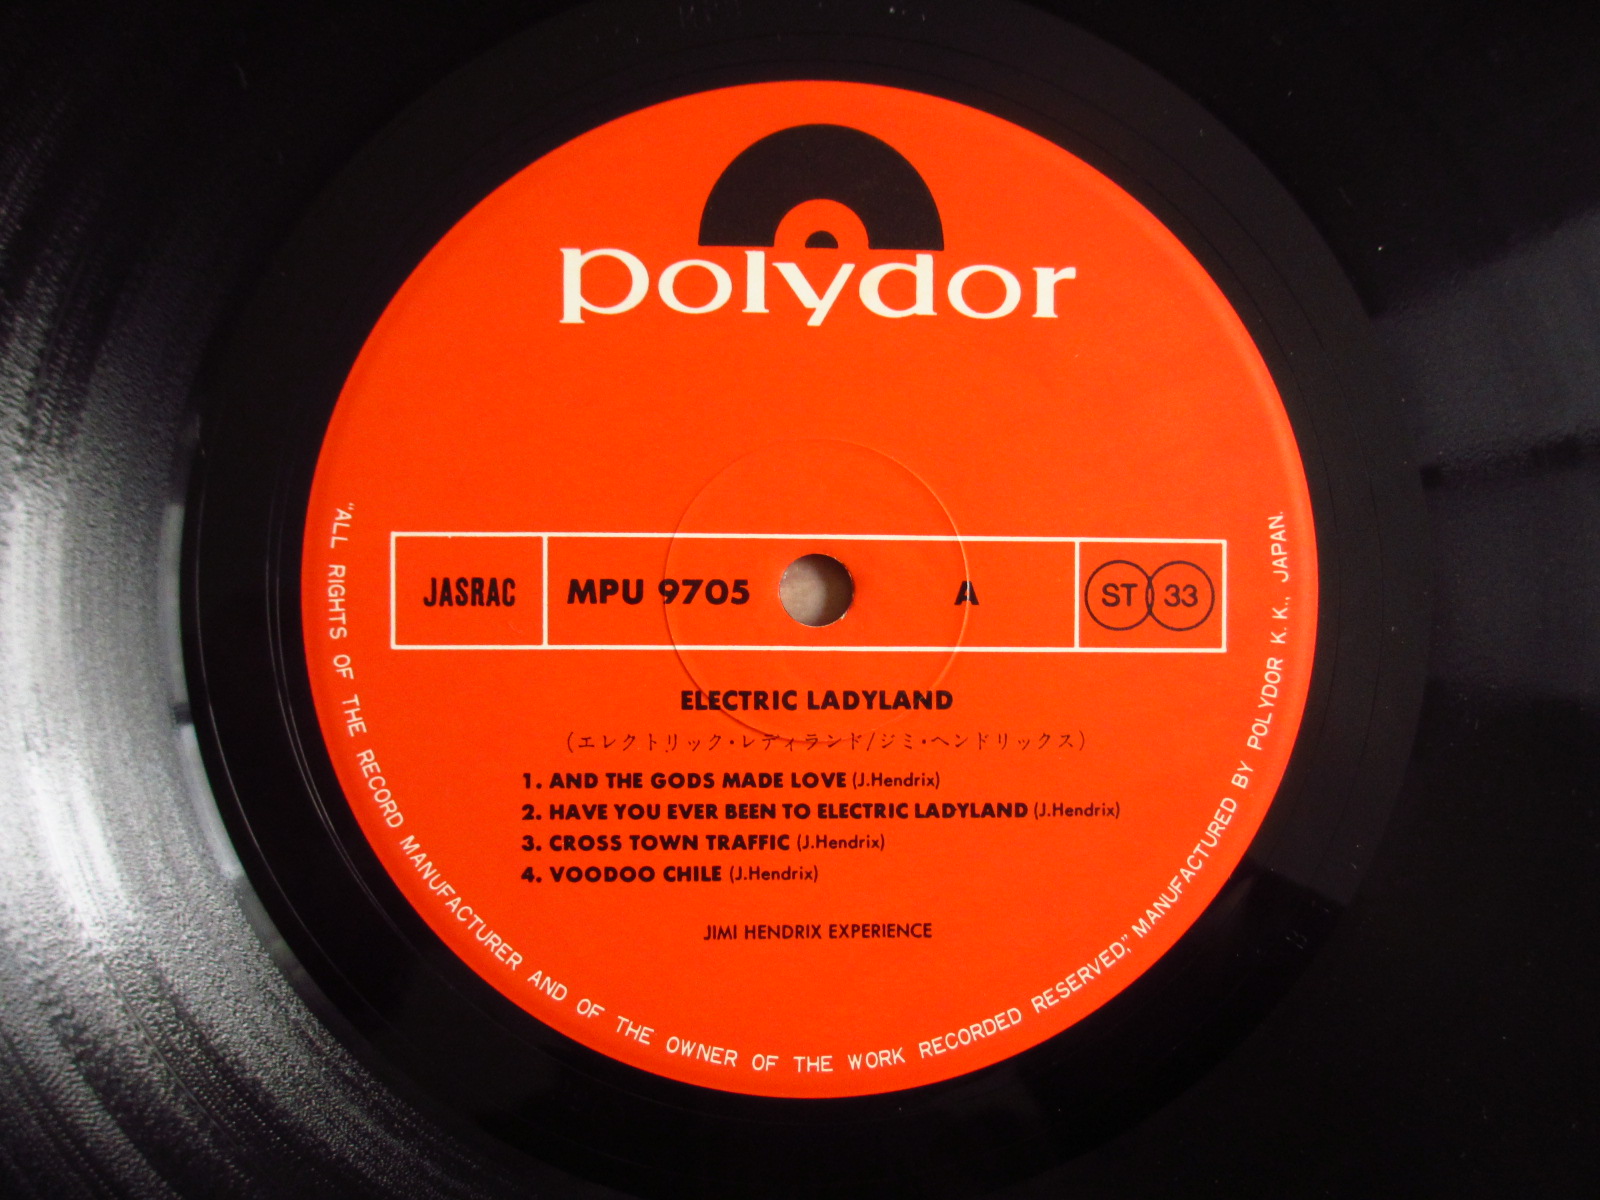 polydor
JASRAC
MPU 9705
A
ST 33
ELECTRIC LADYLAND
(エレクトリック・レディランド/ジミ・ヘンドリックス)
1. AND THE GODS MADE LOVE (J.Hendrix)
2. HAVE YOU EVER BEEN TO ELECTRIC LADYLAND (J.Hendrix)
3. CROSS TOWN TRAFFIC (J.Hendrix)
4. VOODOO CHILE (J.Hendrix)
JIMI HENDRIX EXPERIENCE
"ALL RIGHTS OF THE RECORD MANUFACTURER AND OF THE OWNER OF THE WORK RECORDED RESERVED," MANUFACTURED BY POLYDOR K. K., JAPAN.